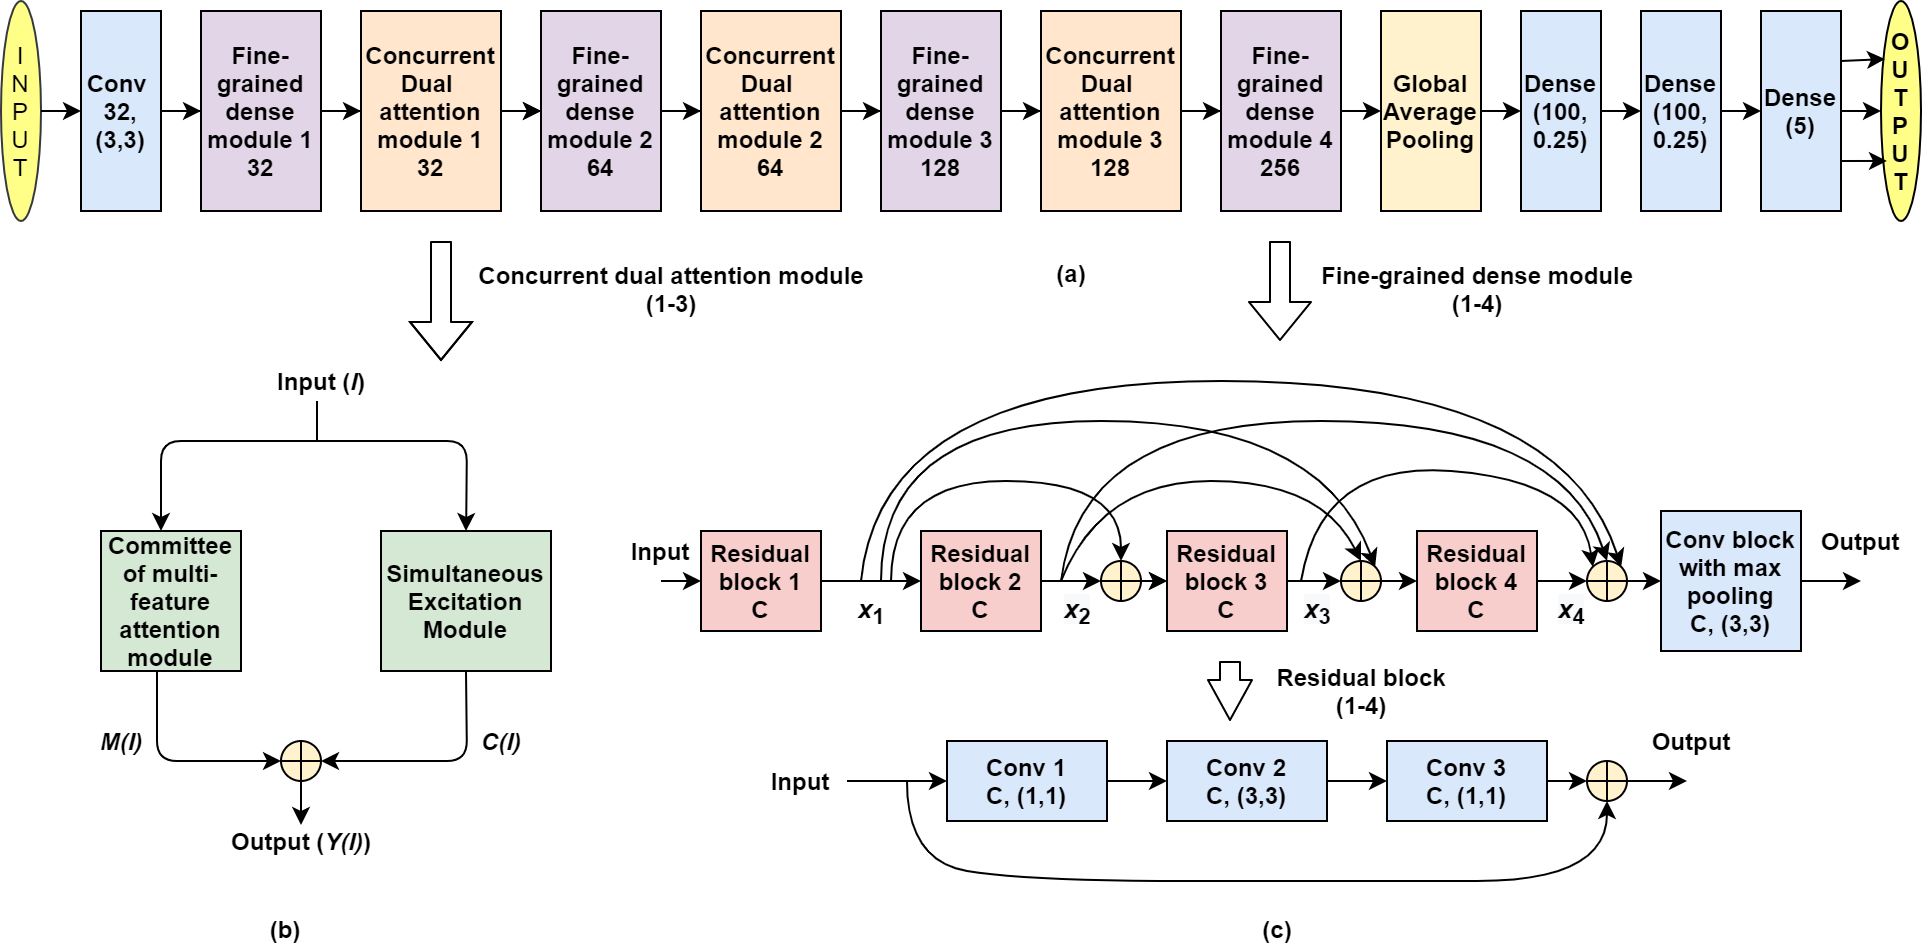 INPUT
Conv
32,
(3,3)
Fine-
grained
dense
module 1
32
Concurrent
Dual
attention
module 1
32
Fine-
grained
dense
module 2
64
Concurrent
Dual
attention
module 2
64
Fine-
grained
dense
module 3
128
Concurrent
Dual
attention
module 3
128
Fine-
grained
dense
module 4
256
Global
Average
Pooling
Dense
(100,
0.25)
Dense
(100,
0.25)
Dense
(5)
OUTPUT
Concurrent dual attention module
(1-3)
(a)
Fine-grained dense module
(1-4)
Input (I)
Committee
of multi-
feature
attention
module
Simultaneous
Excitation
Module
M(I)
C(I)
Output (Y(I))
(b)
Input
Residual
block 1
C
x1
Residual
block 2
C
x2
Residual
block 3
C
x3
Residual
block 4
C
x4
Conv block
with max
pooling
C, (3,3)
Output
Residual block
(1-4)
Input
Conv 1
C, (1,1)
Conv 2
C, (3,3)
Conv 3
C, (1,1)
Output
(c)